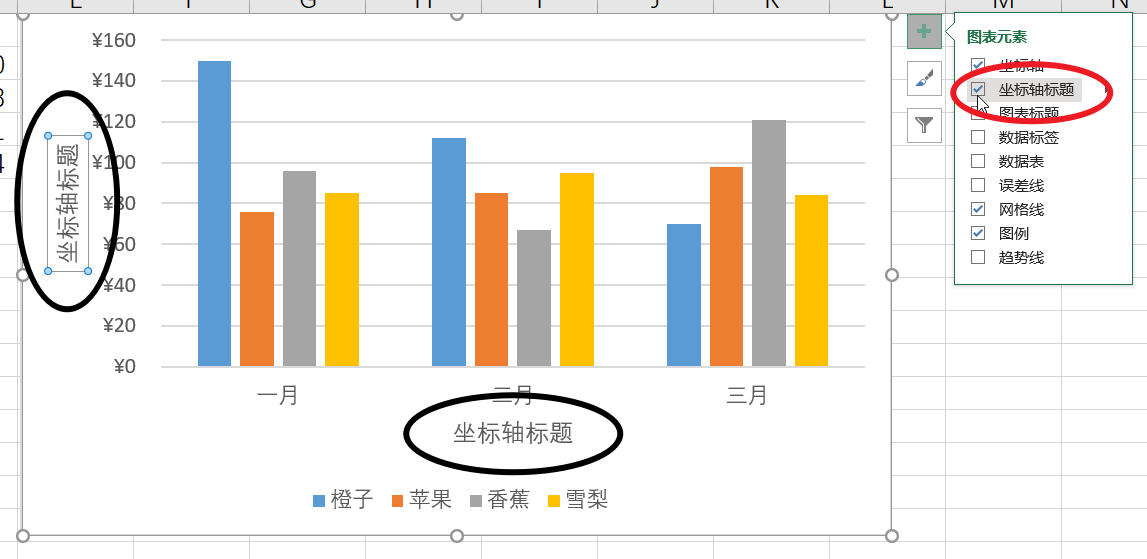 E F G H I J K L M N
¥160
¥140
¥120
¥100
¥80
¥60
¥40
¥20
¥0
坐标轴标题
一月 二月 三月
坐标轴标题
橙子 苹果 香蕉 雪梨
图表元素
坐标轴
坐标轴标题
图表标题
数据标签
数据表
误差线
网格线
图例
趋势线